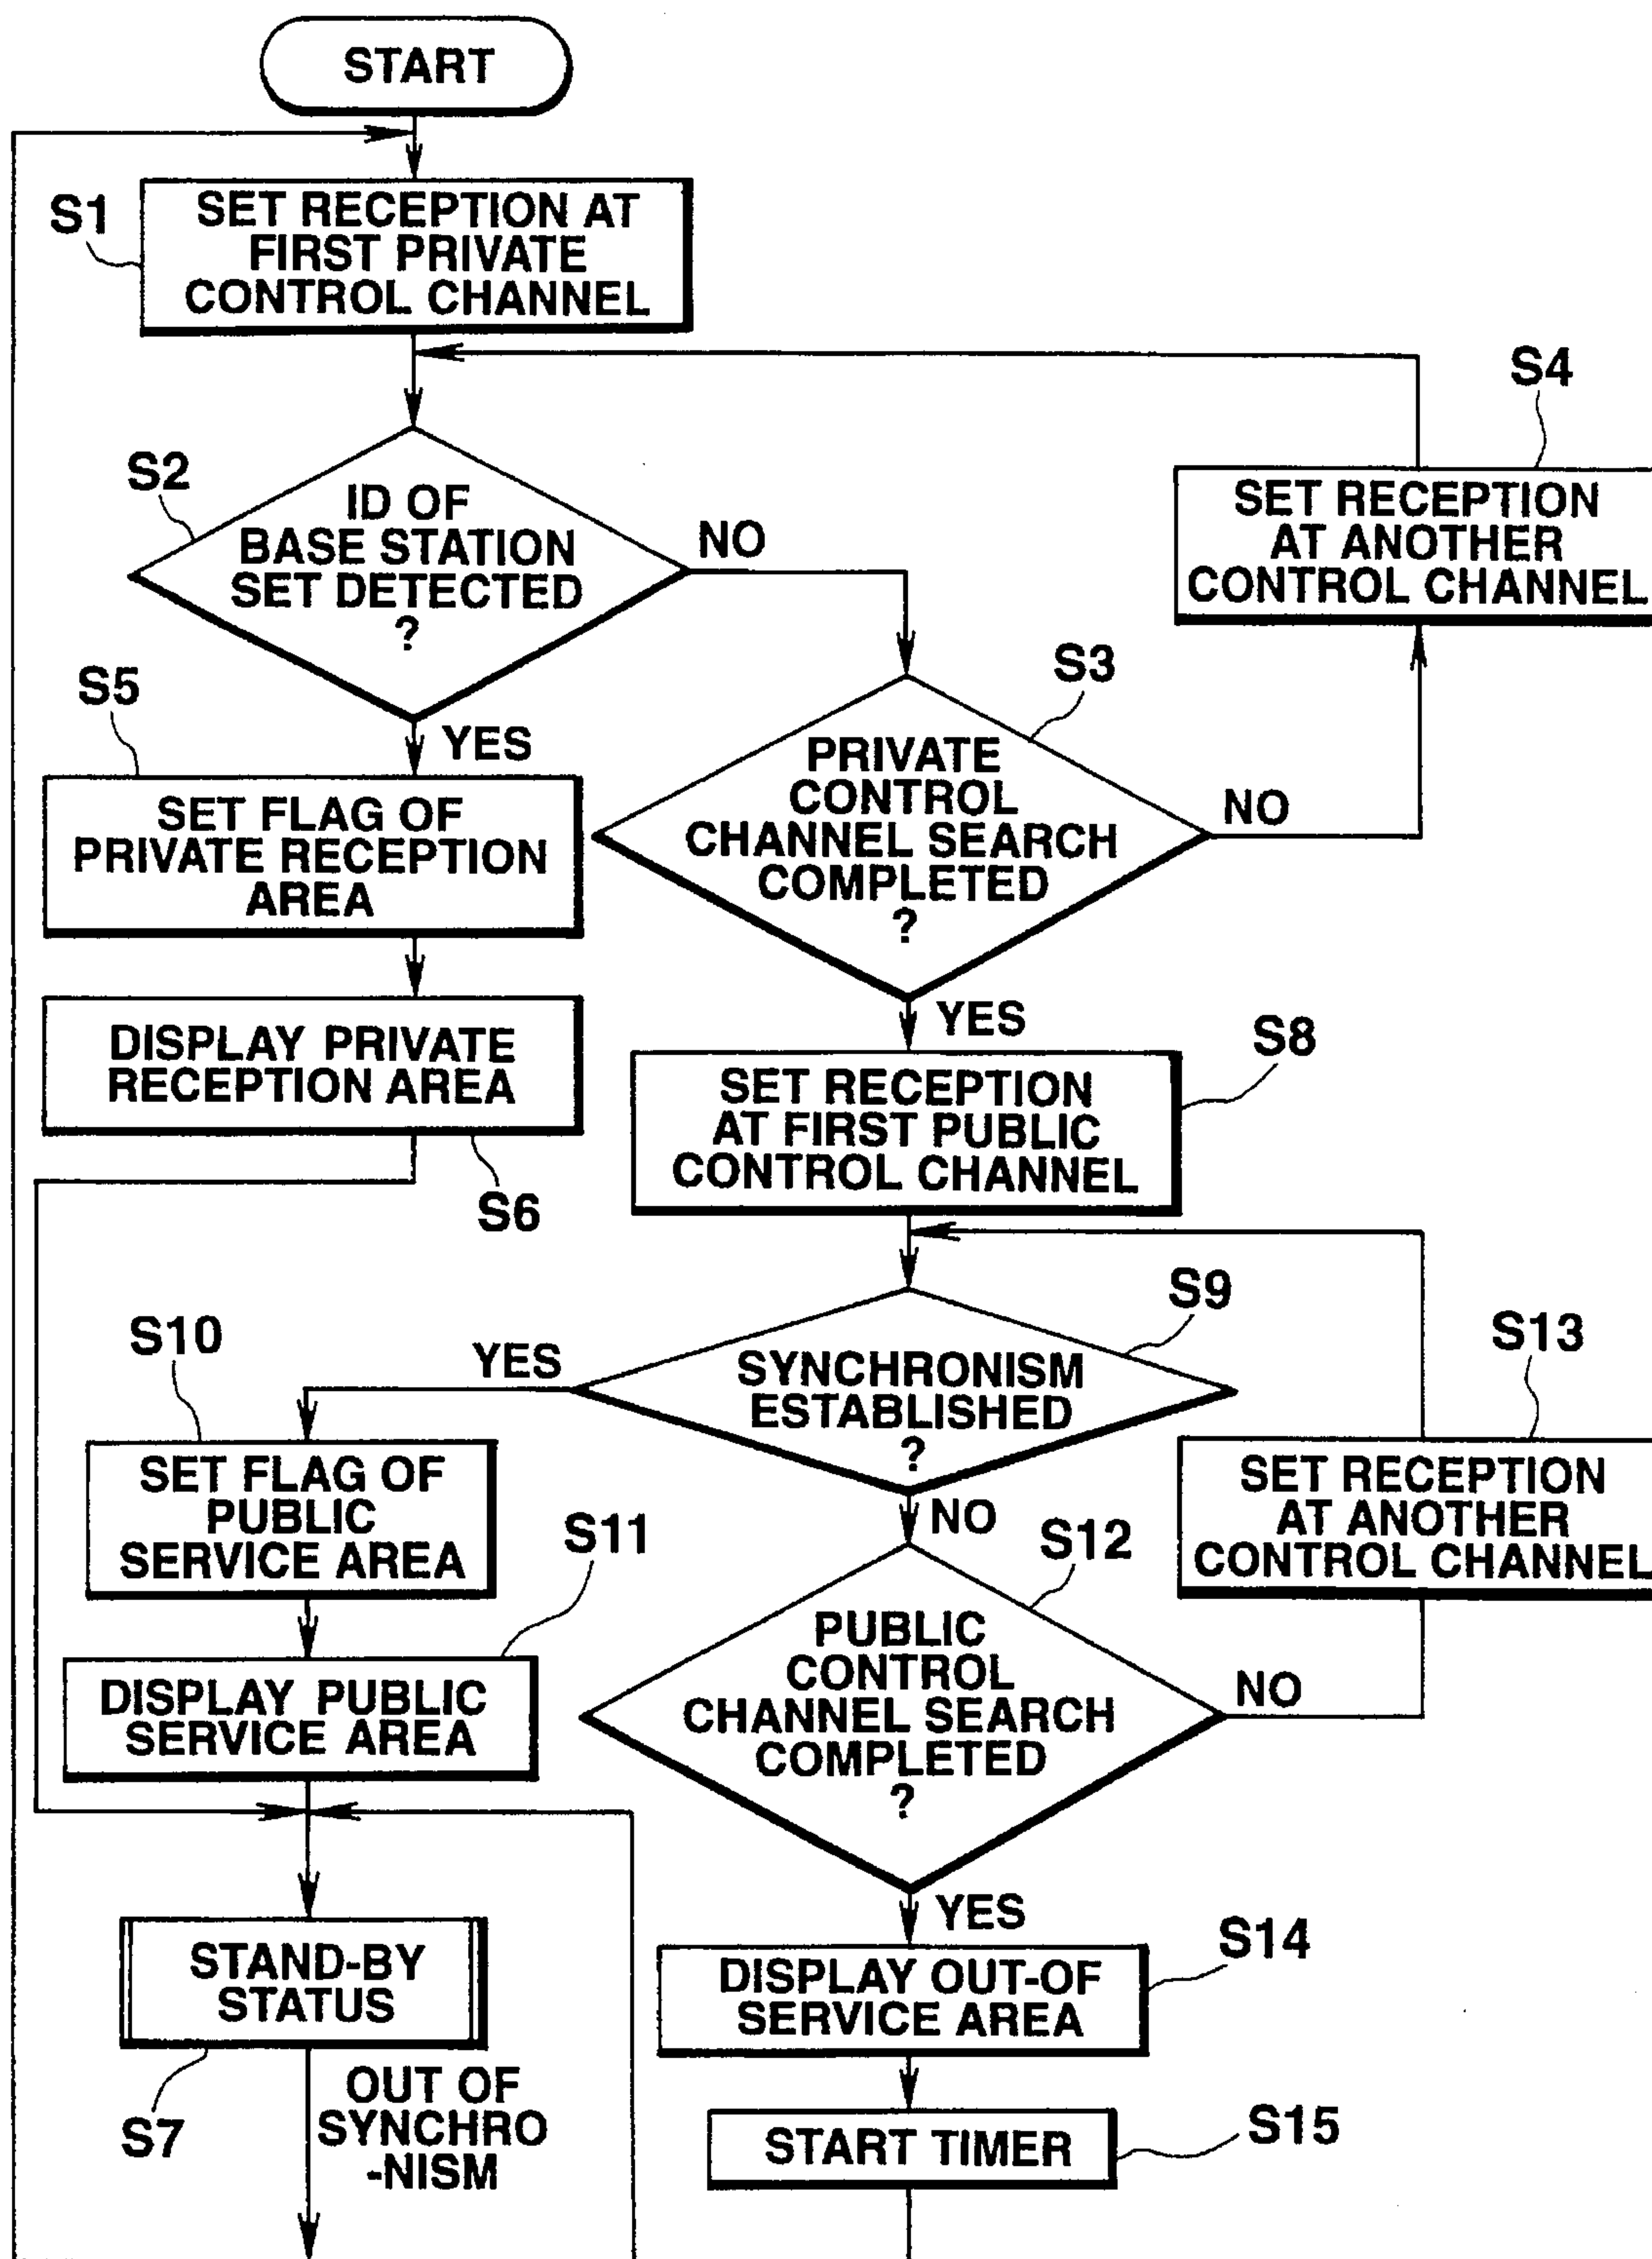 START
S1
SET RECEPTION AT
FIRST PRIVATE
CONTROL CHANNEL
S4
SET RECEPTION
AT ANOTHER
CONTROL CHANNEL
S2
ID OF
BASE STATION
SET DETECTED
?
NO
S3
PRIVATE
CONTROL
CHANNEL SEARCH
COMPLETED
?
NO
YES
S5
SET FLAG OF
PRIVATE RECEPTION
AREA
DISPLAY PRIVATE
RECEPTION AREA
S6
YES
S8
SET RECEPTION
AT FIRST PUBLIC
CONTROL CHANNEL
S9
SYNCHRONISM
ESTABLISHED
?
YES
S10
SET FLAG OF
PUBLIC
SERVICE AREA
S11
DISPLAY PUBLIC
SERVICE AREA
NO
S12
PUBLIC
CONTROL
CHANNEL SEARCH
COMPLETED
?
NO
S13
SET RECEPTION
AT ANOTHER
CONTROL CHANNEL
STAND-BY
STATUS
S7
OUT OF
SYNCHRO
-NISM
YES
S14
DISPLAY OUT-OF
SERVICE AREA
START TIMER
S15